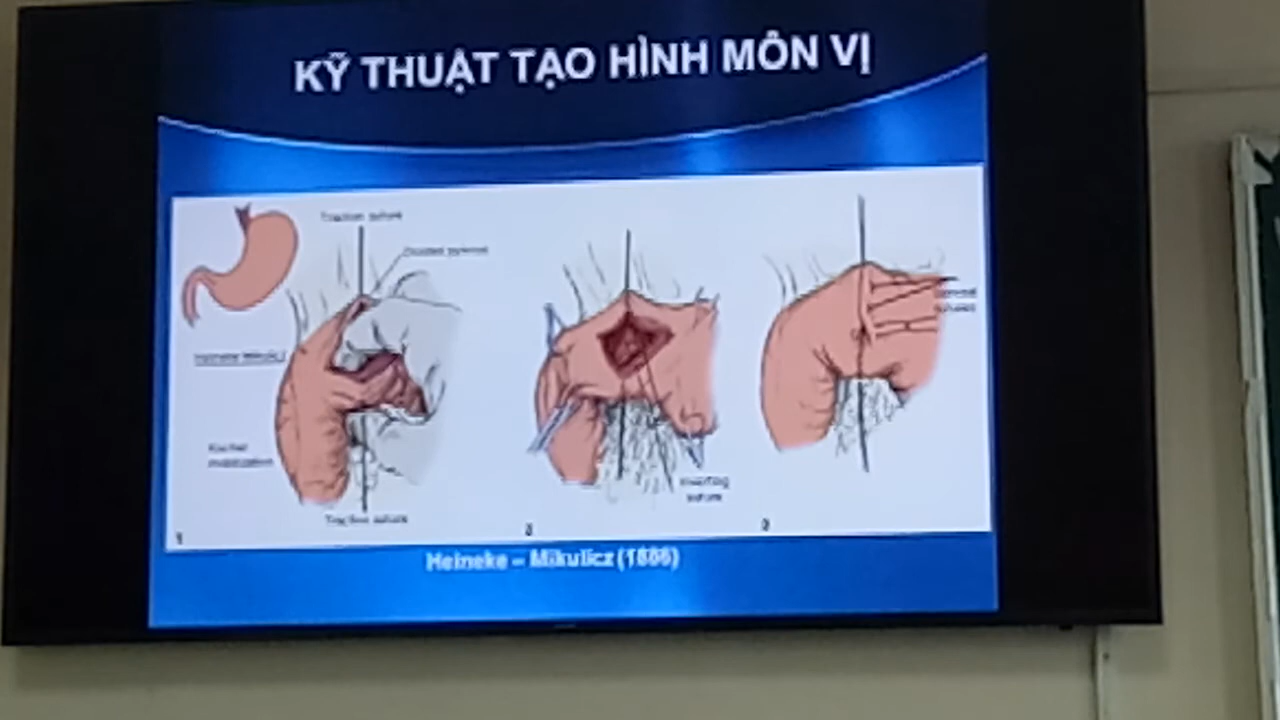 KỸ THUẬT TẠO HÌNH MÔN VỊ
Traction suture
Divided pylorus
Heineke Mikulicz
Kocher
mobilization
Traction suture
1
2
Inverting
suture
3
sutures
Heineke – Mikulicz (1886)